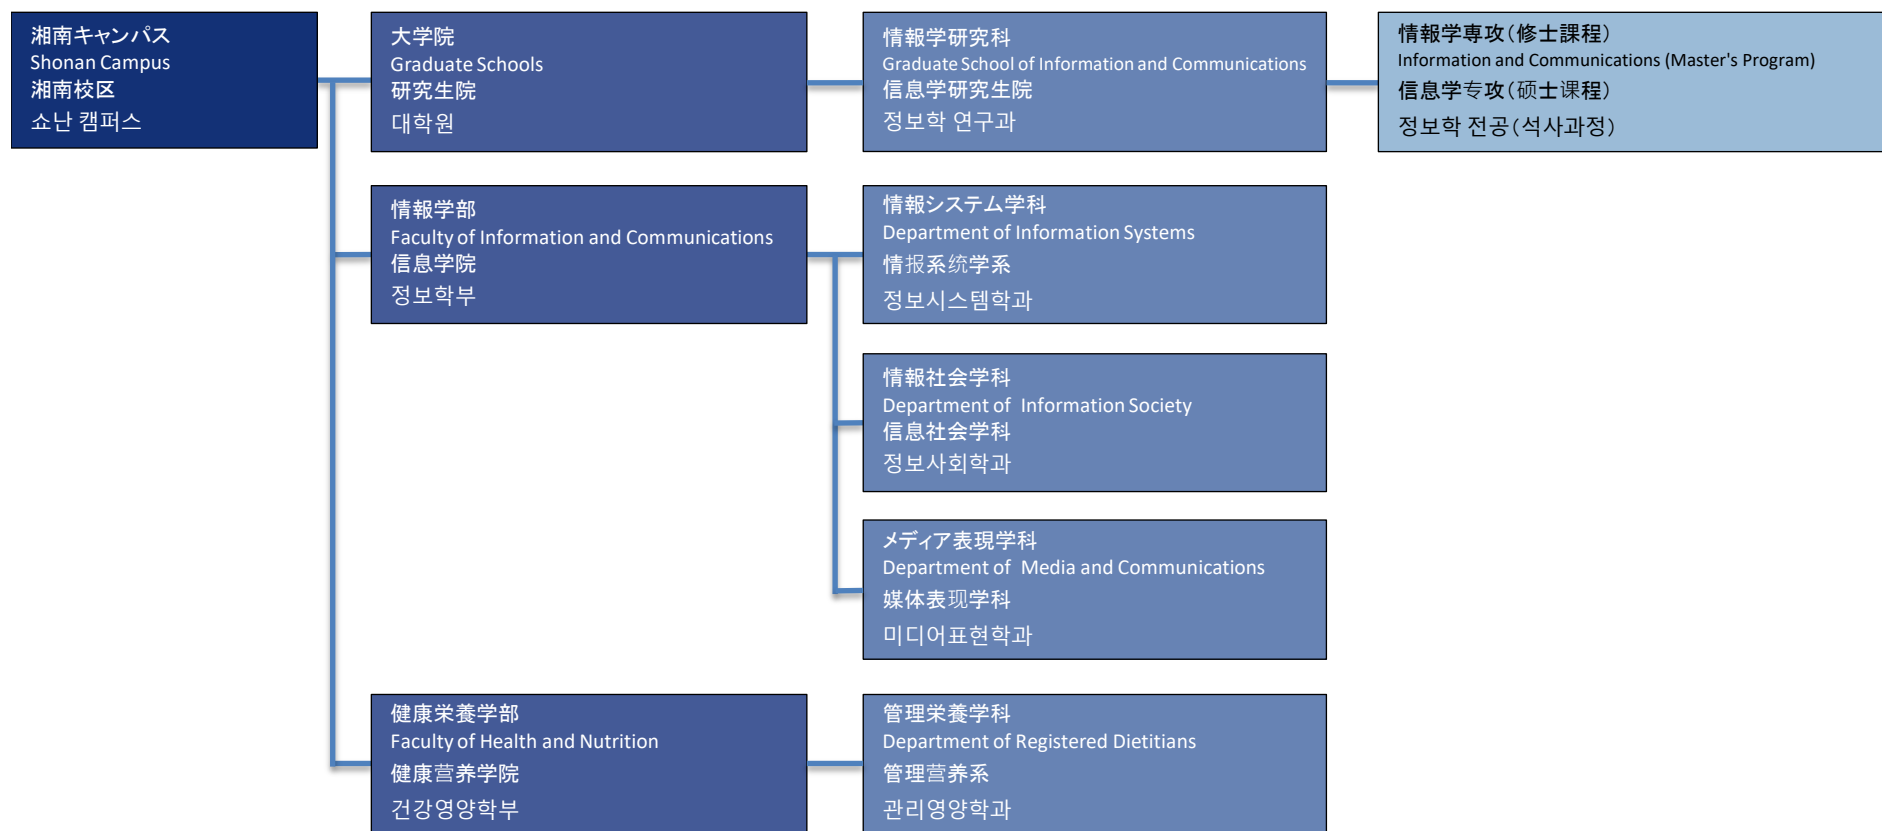 湘南キャンパス
Shonan Campus
湘南校区
쇼난 캠퍼스
大学院
Graduate Schools
研究生院
대학원
情報学研究科
Graduate School of Information and Communications
信息学研究生院
정보학 연구과
情報学専攻（修士課程）
Information and Communications (Master's Program)
信息学专攻（硕士课程）
정보학 전공（석사과정）
情報学部
Faculty of Information and Communications
信息学院
정보학부
情報システム学科
Department of Information Systems
情报系统学系
정보시스템학과
情報社会学科
Department of  Information Society
信息社会学科
정보사회학과
メディア表現学科
Department of  Media and Communications
媒体表现学科
미디어표현학과
健康栄養学部
Faculty of Health and Nutrition
健康营养学院
건강영양학부
管理栄養学科
Department of Registered Dietitians
管理营养系
관리영양학과